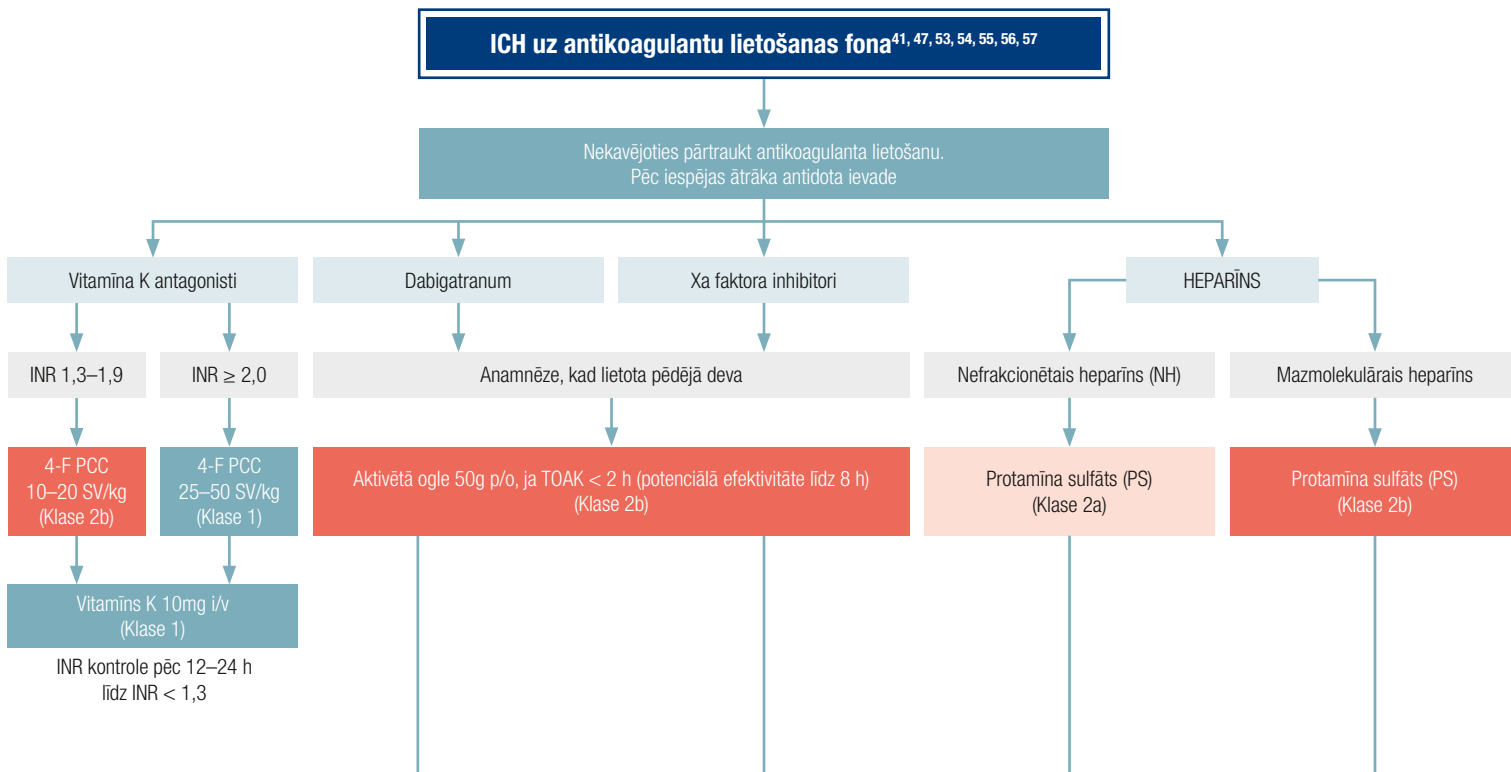 ICH uz antikoagulantu lietošanas fona41, 47, 53, 54, 55, 56, 57
Nekavējoties pārtraukt antikoagulanta lietošanu.
Pēc iespējas ātrāka antidota ievade
Vitamīna K antagonisti
Dabigatranum
Xa faktora inhibitori
HEPARĪNS
INR 1,3–1,9
INR ≥ 2,0
Anamnēze, kad lietota pēdējā deva
Nefrakcionētais heparīns (NH)
Mazmolekulārais heparīns
4-F PCC
10–20 SV/kg
(Klase 2b)
4-F PCC
25–50 SV/kg
(Klase 1)
Aktivētā ogle 50g p/o, ja TOAK < 2 h (potenciālā efektivitāte līdz 8 h)
(Klase 2b)
Protamīna sulfāts (PS)
(Klase 2a)
Protamīna sulfāts (PS)
(Klase 2b)
Vitamīns K 10mg i/v
(Klase 1)
INR kontrole pēc 12–24 h
līdz INR < 1,3